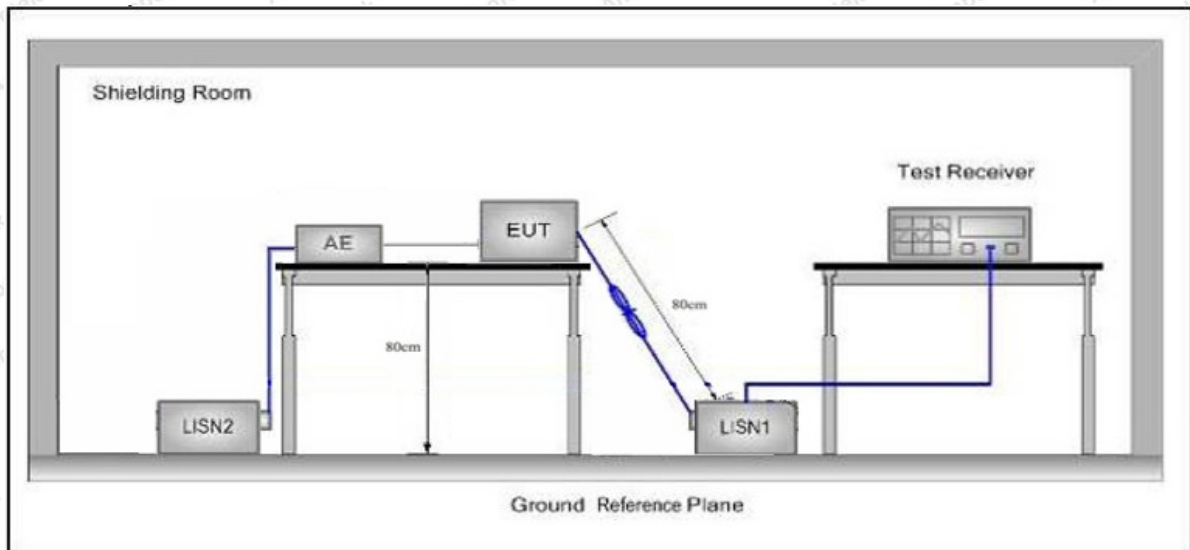 Shielding Room
Test Receiver
AE
EUT
80cm
80cm
LISN2
LISN1
Ground Reference Plane